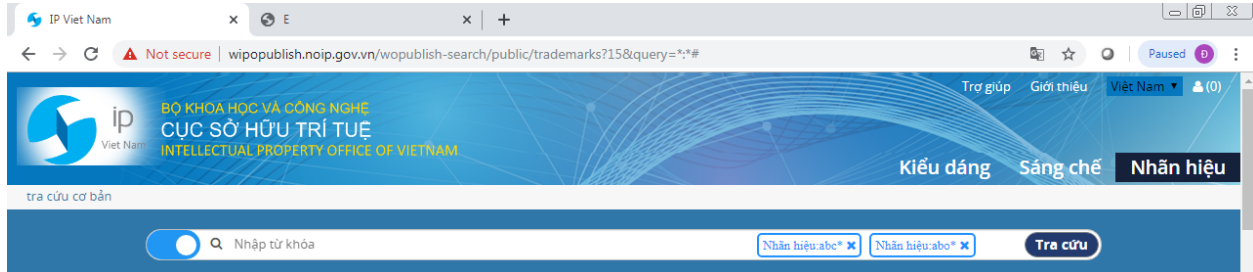 IP Viet Nam
E
Not secure | wipopublish.noip.gov.vn/wopublish-search/public/trademarks?15&query=*:*#
Paused Đ
Trợ giúp Giới thiệu Việt Nam (0)
ip
Viet Nam
BỘ KHOA HỌC VÀ CÔNG NGHỆ
CỤC SỞ HỮU TRÍ TUỆ
INTELLECTUAL PROPERTY OFFICE OF VIETNAM
Kiểu dáng Sáng chế Nhãn hiệu
tra cứu cơ bản
Nhập từ khóa Nhãn hiệu:abc* Nhãn hiệu:abo* Tra cứu